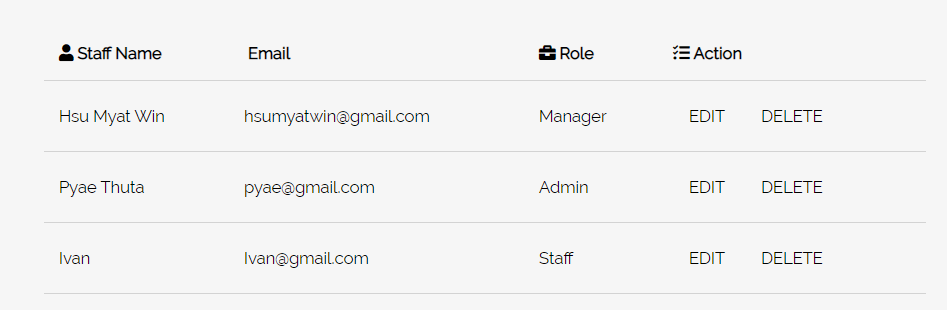 Staff Name Email Role Action
Hsu Myat Win hsumyatwin@gmail.com Manager EDIT DELETE
Pyae Thuta pyae@gmail.com Admin EDIT DELETE
Ivan Ivan@gmail.com Staff EDIT DELETE